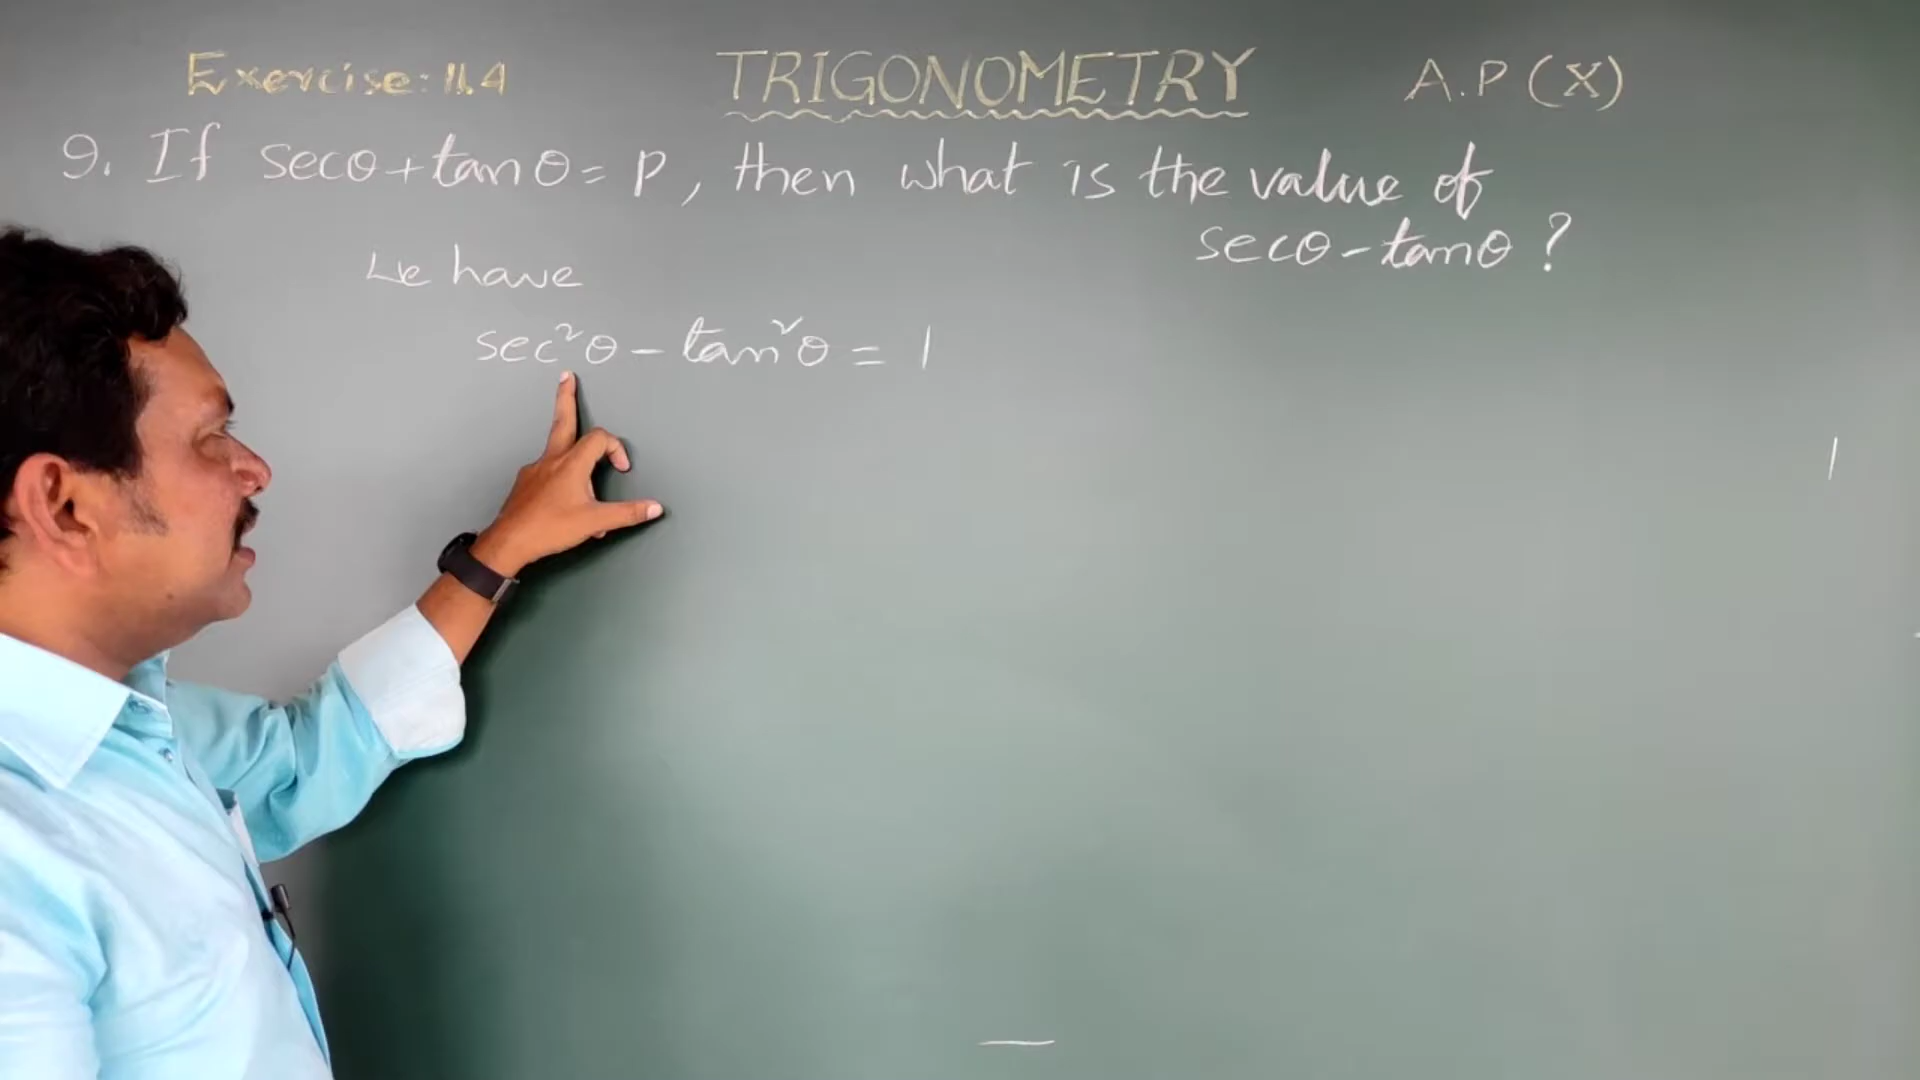 Exercise: 11.4 TRIGONOMETRY A.P (X)
9. If secθ + tanθ = P, then what is the value of
secθ - tanθ ?
We have
sec²θ - tan²θ = 1